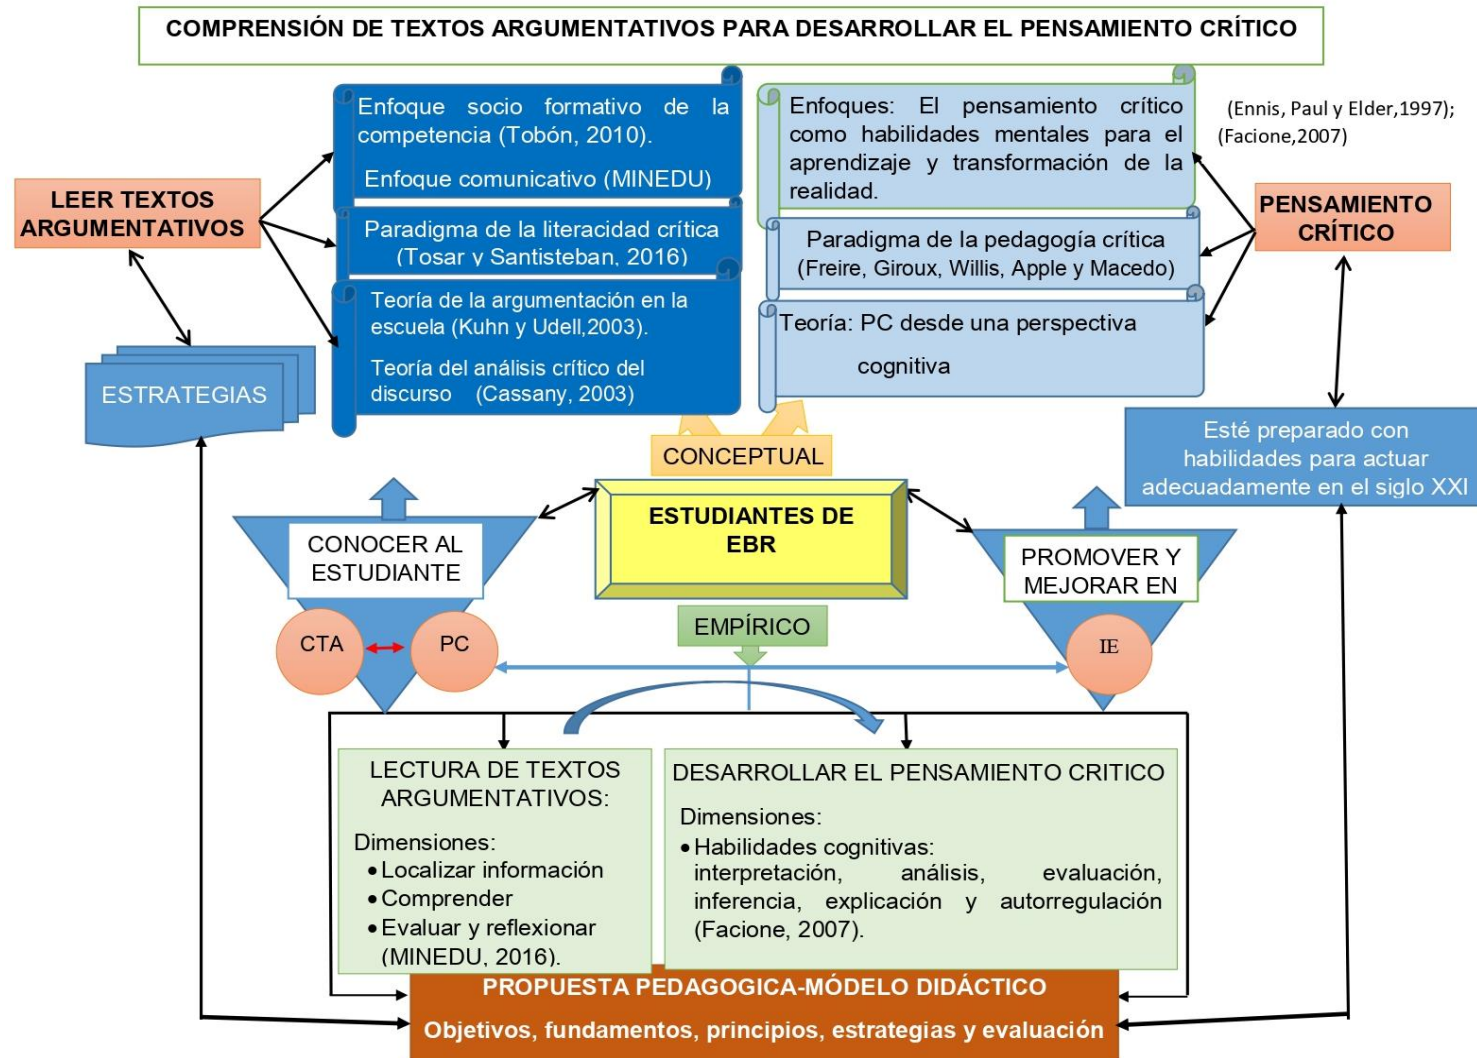 COMPRENSIÓN DE TEXTOS ARGUMENTATIVOS PARA DESARROLLAR EL PENSAMIENTO CRÍTICO
Enfoque socio formativo de la
competencia (Tobón, 2010).
Enfoque comunicativo (MINEDU)
Enfoques: El pensamiento crítico
como habilidades mentales para el
aprendizaje y transformación de la
realidad.
(Ennis, Paul y Elder,1997);
(Facione,2007)
LEER TEXTOS
ARGUMENTATIVOS
PENSAMIENTO
CRÍTICO
Paradigma de la literacidad crítica
(Tosar y Santisteban, 2016)
Paradigma de la pedagogía crítica
(Freire, Giroux, Willis, Apple y Macedo)
Teoría de la argumentación en la
escuela (Kuhn y Udell,2003).
Teoría del análisis crítico del
discurso (Cassany, 2003)
Teoría: PC desde una perspectiva
cognitiva
ESTRATEGIAS
Esté preparado con
habilidades para actuar
adecuadamente en el siglo XXI
CONCEPTUAL
ESTUDIANTES DE
EBR
CONOCER AL
ESTUDIANTE
PROMOVER Y
MEJORAR EN
CTA
PC
EMPÍRICO
IE
LECTURA DE TEXTOS
ARGUMENTATIVOS:
Dimensiones:
• Localizar información
• Comprender
• Evaluar y reflexionar
(MINEDU, 2016).
DESARROLLAR EL PENSAMIENTO CRITICO
Dimensiones:
• Habilidades cognitivas:
interpretación, análisis, evaluación,
inferencia, explicación y autorregulación
(Facione, 2007).
PROPUESTA PEDAGOGICA-MÓDELO DIDÁCTICO
Objetivos, fundamentos, principios, estrategias y evaluación